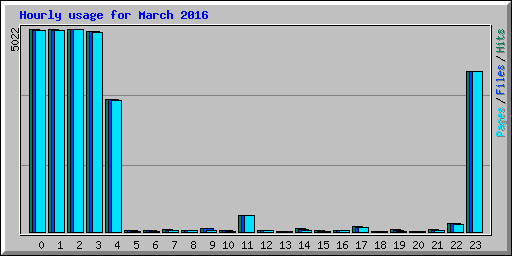 Hourly usage for March 2016
5022
Pages/Files/Hits
0 1 2 3 4 5 6 7 8 9 10 11 12 13 14 15 16 17 18 19 20 21 22 23